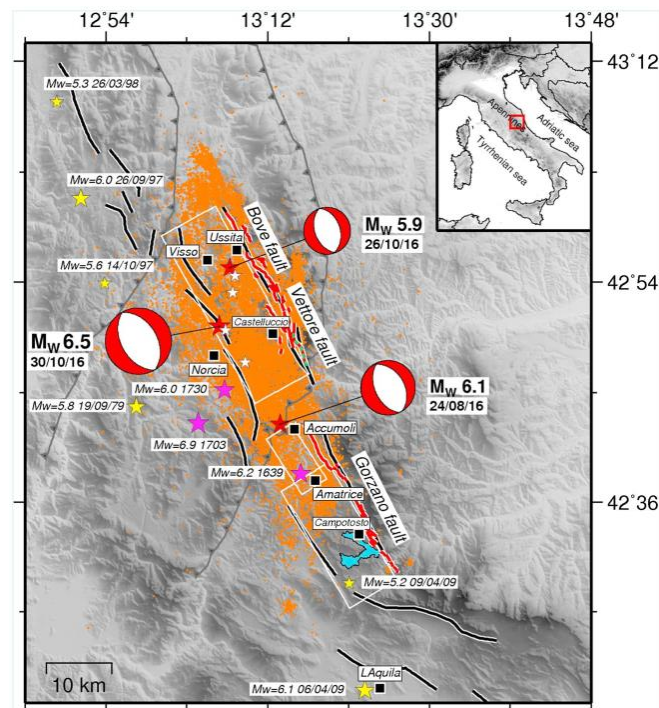 12˚54'
13˚12'
13˚30'
13˚48'
43˚12'
42˚54'
42˚36'
Apennines
Adriatic sea
Tyrrhenian sea
Mw=5.3 26/03/98
Mw=6.0 26/09/97
Mw=5.6 14/10/97
Visso
Ussita
Bove fault
Vettore fault
MW 5.9
26/10/16
Castelluccio
MW 6.5
30/10/16
Norcia
Mw=6.0 1730
Mw=5.8 19/09/79
Mw=6.9 1703
MW 6.1
24/08/16
Accumoli
Mw=6.2 1639
Amatrice
Gorzano fault
Campotosto
Mw=5.2 09/04/09
LAquila
Mw=6.1 06/04/09
10 km